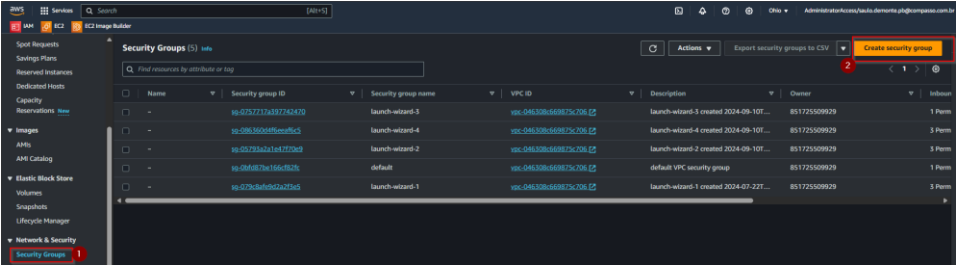 aws Services Search [Alt+S] Ohio AdministratorAccess/saulo.demonte.pb@compasso.com.br
IAM EC2 EC2 Image Builder
Spot Requests
Savings Plans
Reserved Instances
Dedicated Hosts
Capacity
Reservations New
Images
AMIs
AMI Catalog
Elastic Block Store
Volumes
Snapshots
Lifecycle Manager
Network & Security
Security Groups 1
Security Groups (5) Info Actions Export security groups to CSV Create security group
2
Find resources by attribute or tag 1
Name Security group ID Security group name VPC ID Description Owner Inboun
- sg-0757717a397742470 launch-wizard-3 vpc-046308c669875c706 launch-wizard-3 created 2024-09-10T...851725509929 1 Perm
- sg-086360d4f6eeaf6c5 launch-wizard-4 vpc-046308c669875c706 launch-wizard-4 created 2024-09-10T... 851725509929 3 Perm
- sg-05793a2a1a47f70e9 launch-wizard-2 vpc-046308c669875c706 launch-wizard-2 created 2024-09-10T... 851725509929 3 Perm
- default vpc-046308c669875c706 default VPC security group 851725509929 1 Perm
- sg-079c8afe9d2a2f3e5 launch-wizard-1 vpc-046308c669875c706 launch-wizard-1 created 2024-07-22T... 851725509929 3 Perm